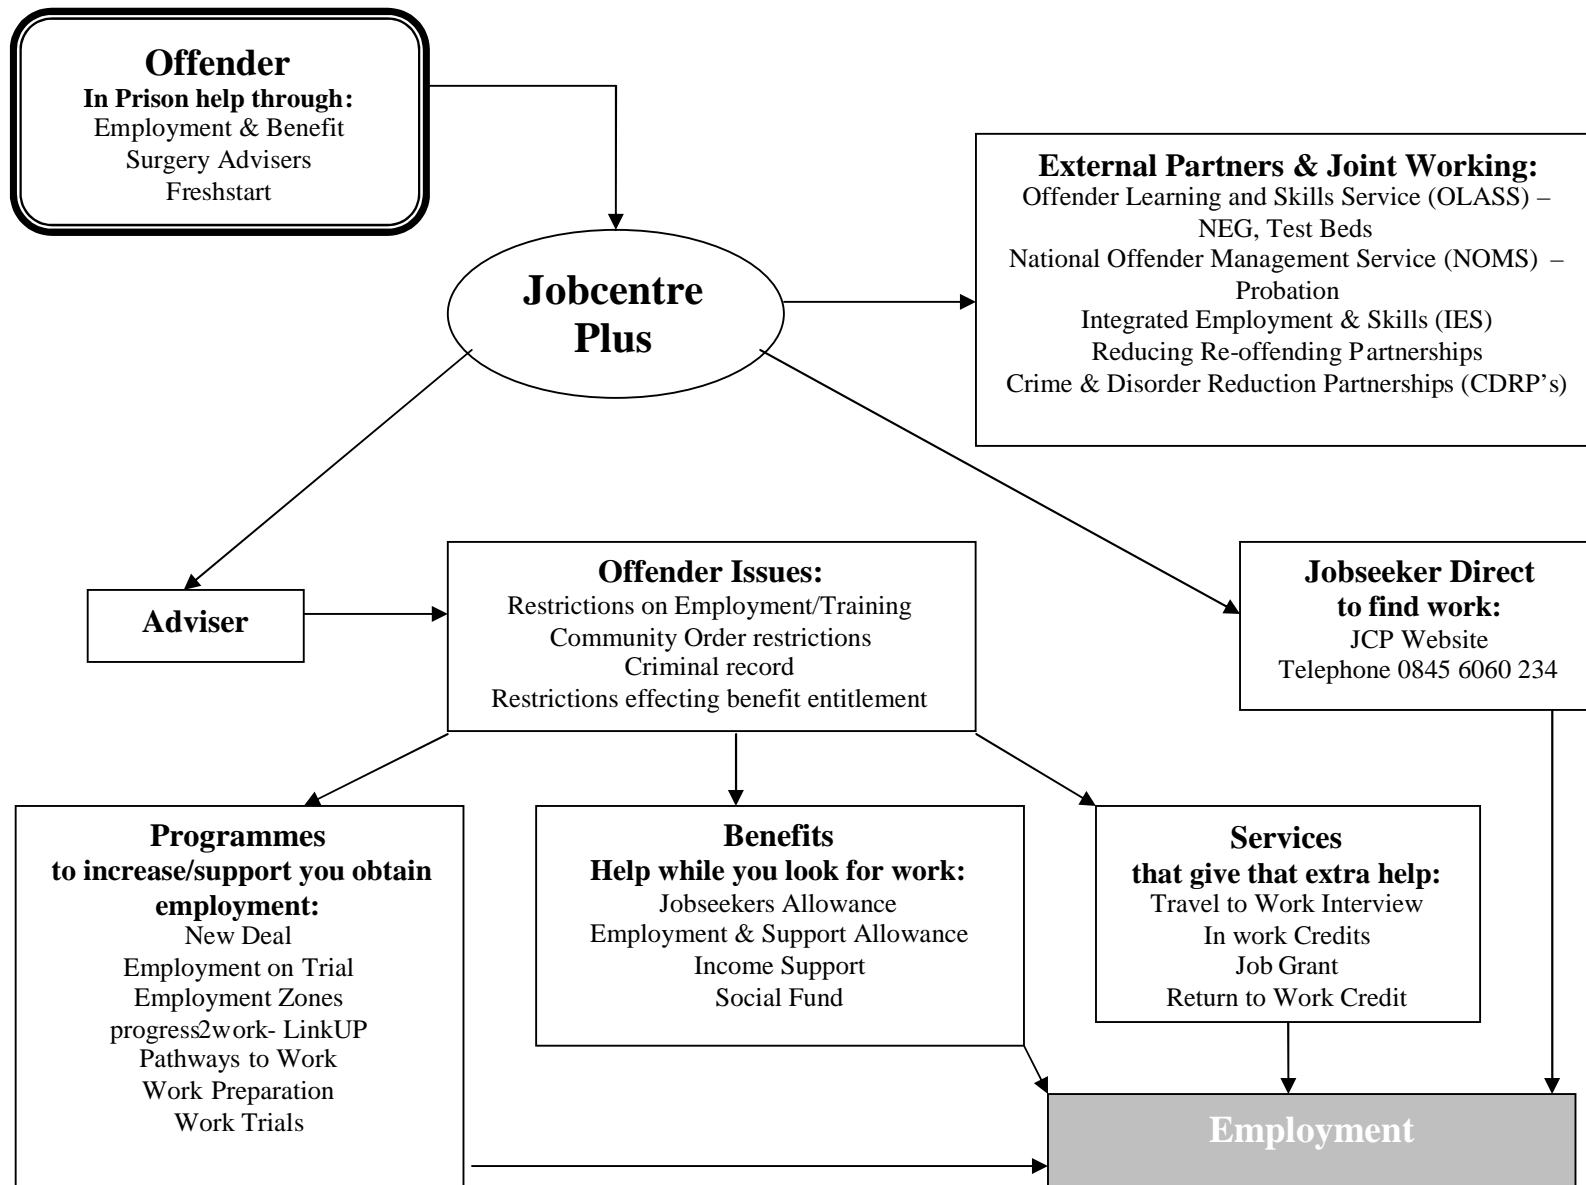 Offender
In Prison help through:
Employment & Benefit
Surgery Advisers
Freshstart
Jobcentre
Plus
External Partners & Joint Working:
Offender Learning and Skills Service (OLASS) –
NEG, Test Beds
National Offender Management Service (NOMS) –
Probation
Integrated Employment & Skills (IES)
Reducing Re-offending Partnerships
Crime & Disorder Reduction Partnerships (CDRP’s)
Adviser
Offender Issues:
Restrictions on Employment/Training
Community Order restrictions
Criminal record
Restrictions effecting benefit entitlement
Jobseeker Direct
to find work:
JCP Website
Telephone 0845 6060 234
Programmes
to increase/support you obtain
employment:
New Deal
Employment on Trial
Employment Zones
progress2work- LinkUP
Pathways to Work
Work Preparation
Work Trials
Benefits
Help while you look for work:
Jobseekers Allowance
Employment & Support Allowance
Income Support
Social Fund
Services
that give that extra help:
Travel to Work Interview
In work Credits
Job Grant
Return to Work Credit
Employment